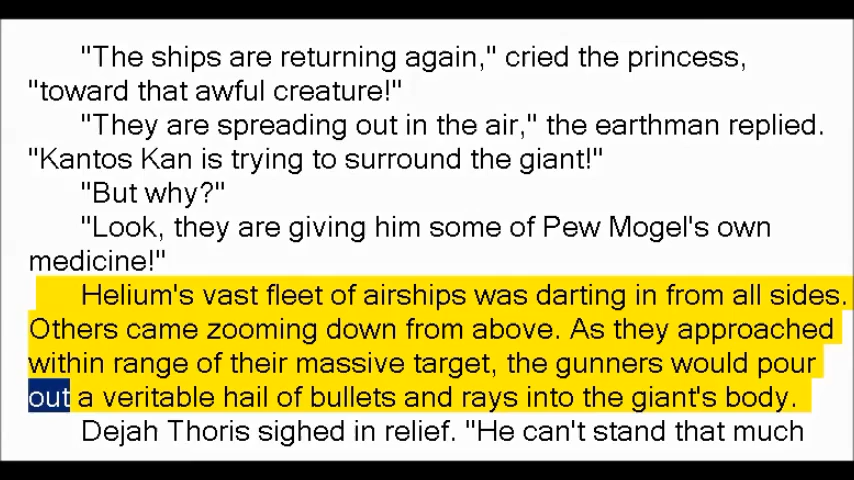 "The ships are returning again," cried the princess,
"toward that awful creature!"
"They are spreading out in the air," the earthman replied.
"Kantos Kan is trying to surround the giant!"
"But why?"
"Look, they are giving him some of Pew Mogel's own
medicine!"
Helium's vast fleet of airships was darting in from all sides.
Others came zooming down from above. As they approached
within range of their massive target, the gunners would pour
out a veritable hail of bullets and rays into the giant's body.
Dejah Thoris sighed in relief. "He can't stand that much